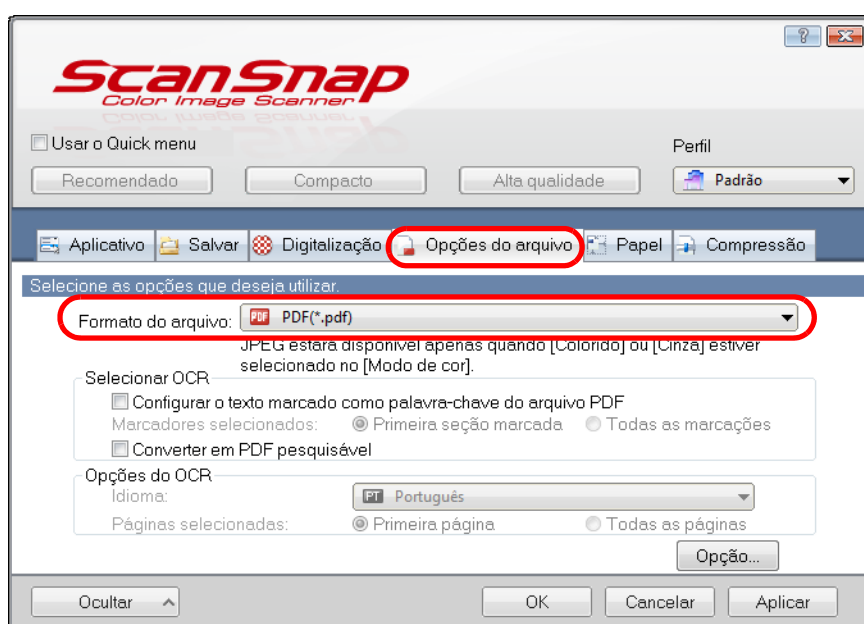 ScanSnap
Color Image Scanner
Usar o Quick menu
Perfil
Recomendado Compacto Alta qualidade Padrão
Aplicativo Salvar Digitalização Opções do arquivo Papel Compressão
Selecione as opções que deseja utilizar.
Formato do arquivo: PDF PDF(*.pdf)
JPEG estará disponível apenas quando [Colorido] ou [Cinza] estiver
selecionado no [Modo de cor].
Selecionar OCR
Configurar o texto marcado como palavra-chave do arquivo PDF
Marcadores selecionados: Primeira seção marcada Todas as marcações
Converter em PDF pesquisável
Opções do OCR
Idioma: PT Português
Páginas selecionadas: Primeira página Todas as páginas
Opção...
Ocultar OK Cancelar Aplicar